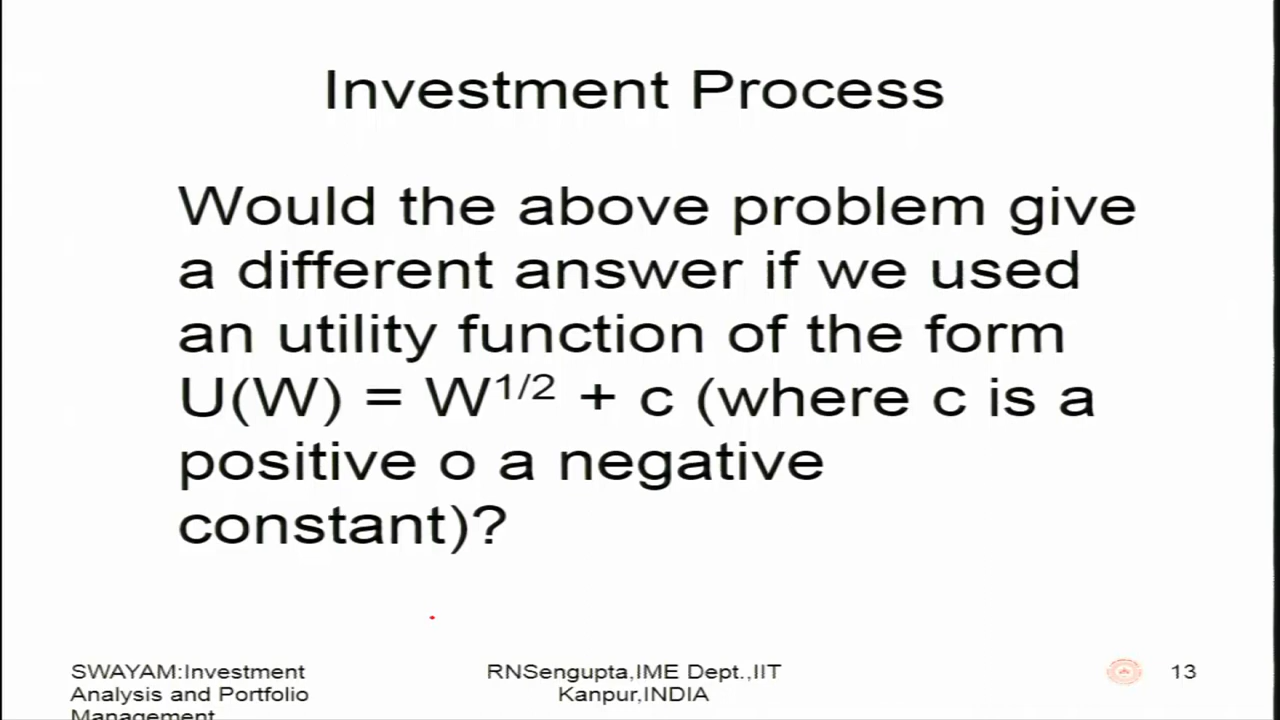 Investment Process
Would the above problem give
a different answer if we used
an utility function of the form
U(W) = W^1/2 + c (where c is a
positive o a negative
constant)?
SWAYAM:Investment
Analysis and Portfolio
Management
RNSengupta,IME Dept.,IIT
Kanpur,INDIA
13